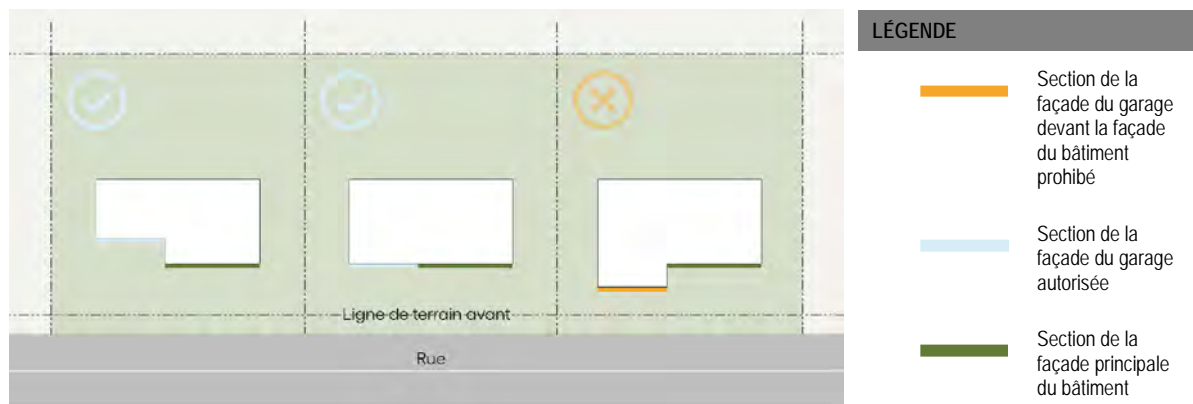 Ligne de terrain avant
Rue
LÉGENDE
Section de la
façade du garage
devant la façade
du bâtiment
prohibé
Section de la
façade du garage
autorisée
Section de la
façade principale
du bâtiment